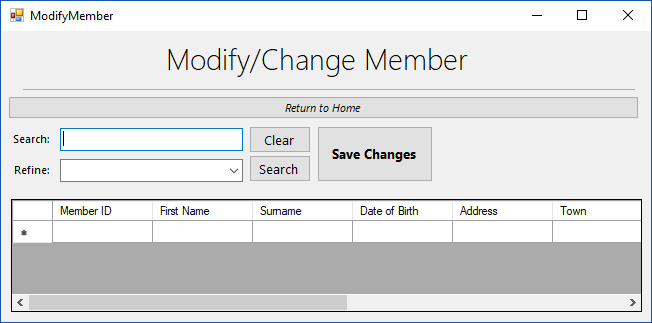 ModifyMember
Modify/Change Member
Return to Home
Search: Clear
Save Changes
Refine: Search
Member ID First Name Surname Date of Birth Address Town